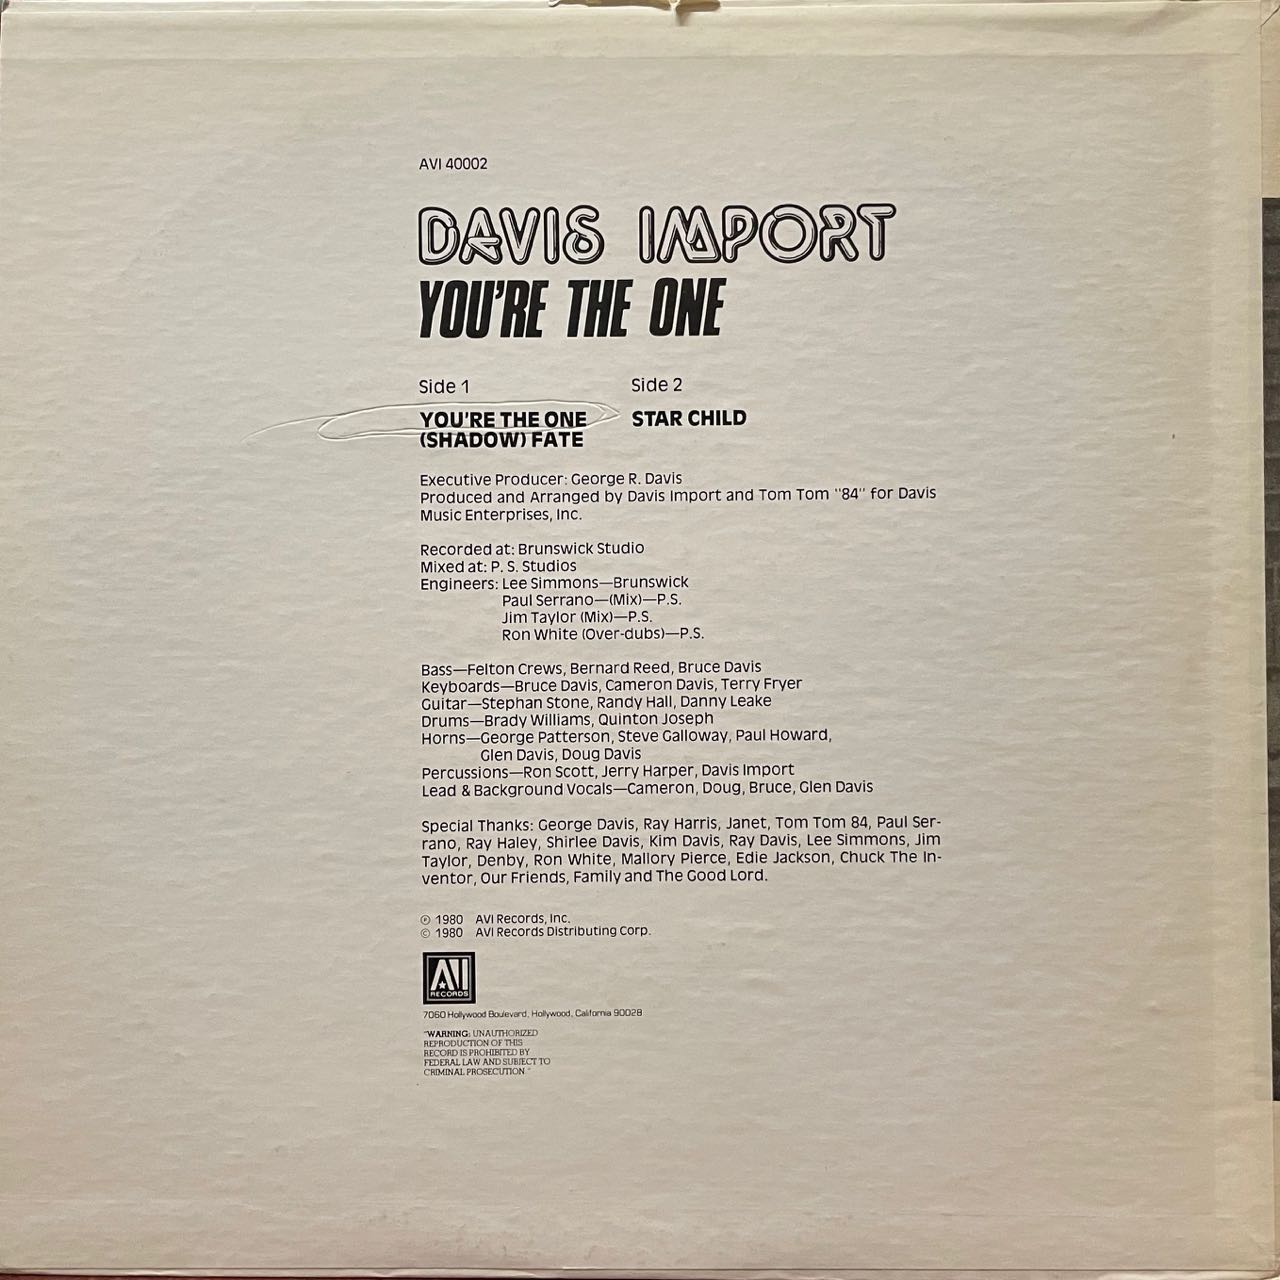 AVI 40002
DAVIS IMPORT
YOU'RE THE ONE
Side 1
YOU'RE THE ONE
(SHADOW) FATE
Side 2
STAR CHILD
Executive Producer: George R. Davis
Produced and Arranged by Davis Import and Tom Tom "84" for Davis
Music Enterprises, Inc.
Recorded at: Brunswick Studio
Mixed at: P. S. Studios
Engineers: Lee Simmons—Brunswick
Paul Serrano—(Mix)—P.S.
Jim Taylor (Mix)—P.S.
Ron White (Over-dubs)—P.S.
Bass—Felton Crews, Bernard Reed, Bruce Davis
Keyboards—Bruce Davis, Cameron Davis, Terry Fryer
Guitar—Stephan Stone, Randy Hall, Danny Leake
Drums—Brady Williams, Quinton Joseph
Horns—George Patterson, Steve Galloway, Paul Howard,
Glen Davis, Doug Davis
Percussions—Ron Scott, Jerry Harper, Davis Import
Lead & Background Vocals—Cameron, Doug, Bruce, Glen Davis
Special Thanks: George Davis, Ray Harris, Janet, Tom Tom 84, Paul Ser-
rano, Ray Haley, Shirlee Davis, Kim Davis, Ray Davis, Lee Simmons, Jim
Taylor, Denby, Ron White, Mallory Pierce, Edie Jackson, Chuck The In-
ventor, Our Friends, Family and The Good Lord.
℗ 1980 AVI Records, Inc.
© 1980 AVI Records Distributing Corp.
AVI
RECORDS
7060 Hollywood Boulevard, Hollywood, California 90028
"WARNING: UNAUTHORIZED
REPRODUCTION OF THIS
RECORD IS PROHIBITED BY
FEDERAL LAW AND SUBJECT TO
CRIMINAL PROSECUTION."